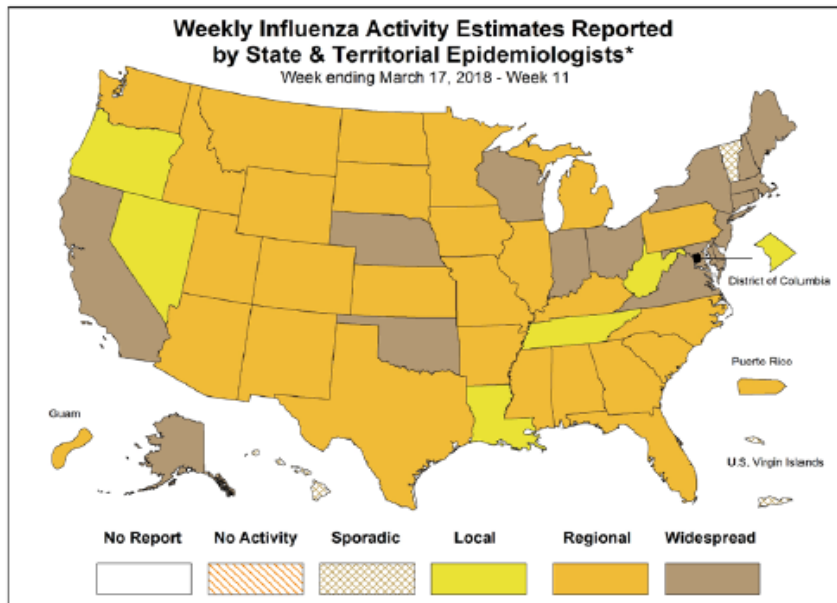 Weekly Influenza Activity Estimates Reported
by State & Territorial Epidemiologists*
Week ending March 17, 2018 - Week 11
District of Columbia
Puerto Rico
Guam
U.S. Virgin Islands
No Report No Activity Sporadic Local Regional Widespread